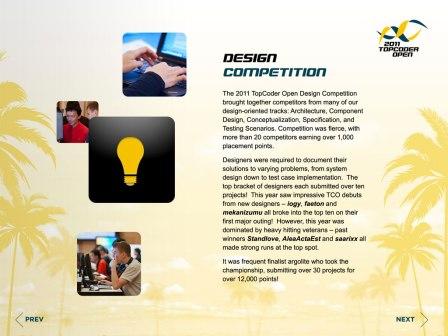 2011
TOPCODER
OPEN
DESIGN
COMPETITION
The 2011 TopCoder Open Design Competition
brought together competitors from many of our
design-oriented tracks: Architecture, Component
Design, Conceptualization, Specification, and
Testing Scenarios. Competition was fierce, with
more than 20 competitors earning over 1,000
placement points.
Designers were required to document their
solutions to varying problems, from system
design down to test case implementation. The
top bracket of designers each submitted over ten
projects! This year saw impressive TCO debuts
from new designers – iogy, faeton and
mekanizumu all broke into the top ten on their
first major outing! However, this year was
dominated by heavy hitting veterans – past
winners Standlove, AleaActaEst and saarixx all
made strong runs at the top spot.
It was frequent finalist argolite who took the
championship, submitting over 30 projects for
over 12,000 points!
PREV
NEXT